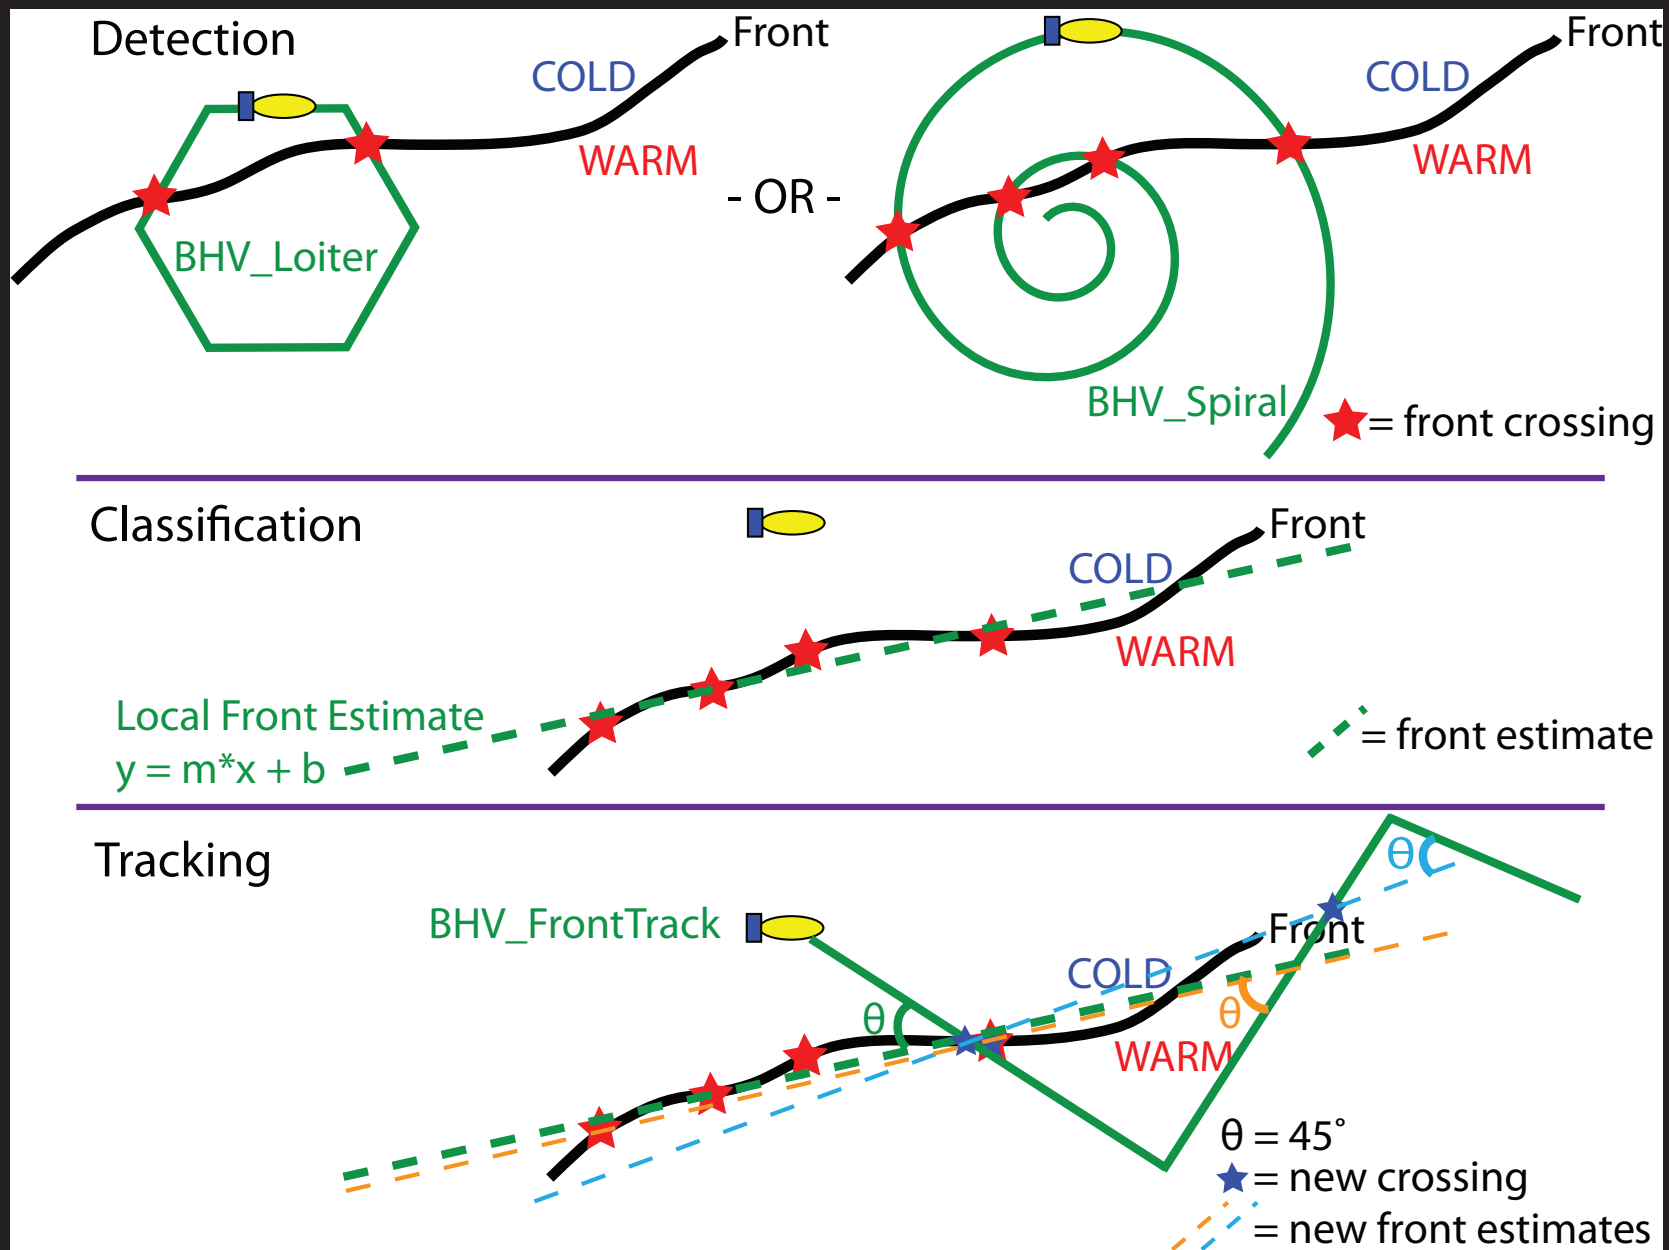 Detection
Front
COLD
WARM
BHV_Loiter
- OR -
Front
COLD
WARM
BHV_Spiral
= front crossing
Classification
Front
COLD
WARM
Local Front Estimate
y = m*x + b
= front estimate
Tracking
BHV_FrontTrack
θ
COLD
Front
θ
θ
WARM
θ = 45˚
= new crossing
= new front estimates